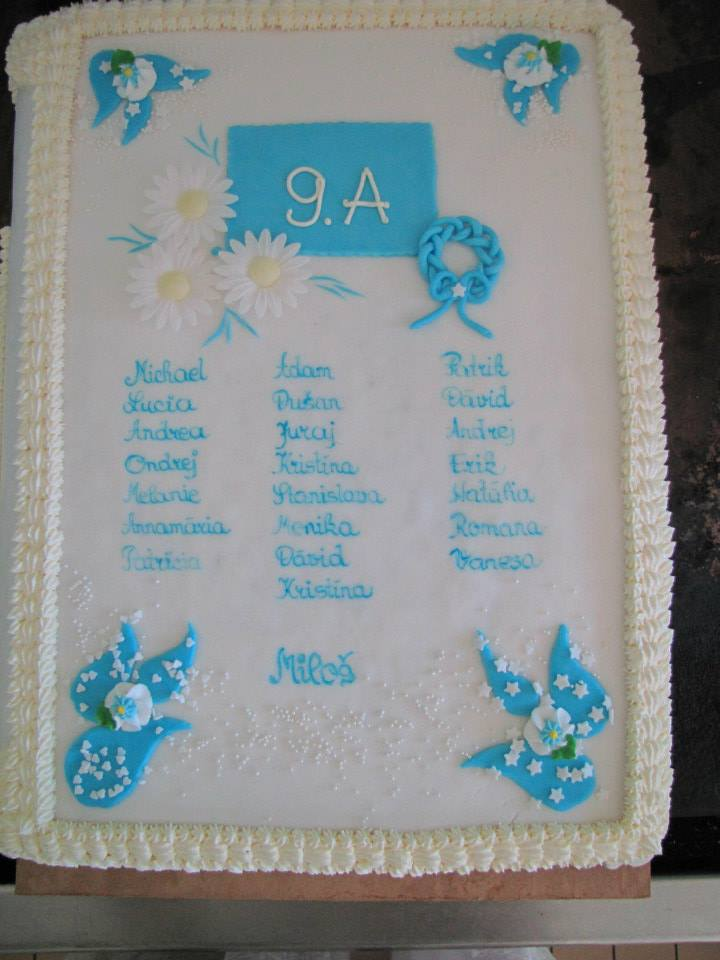 9.A
Michael Adam Patrik
Lucia Dušan Dávid
Andrea Juraj Andrej
Ondrej Kristína Erik
Melanie Stanislava Natália
Annamária Monika Romana
Patrícia Dávid Vanesa
Kristína
Miloš